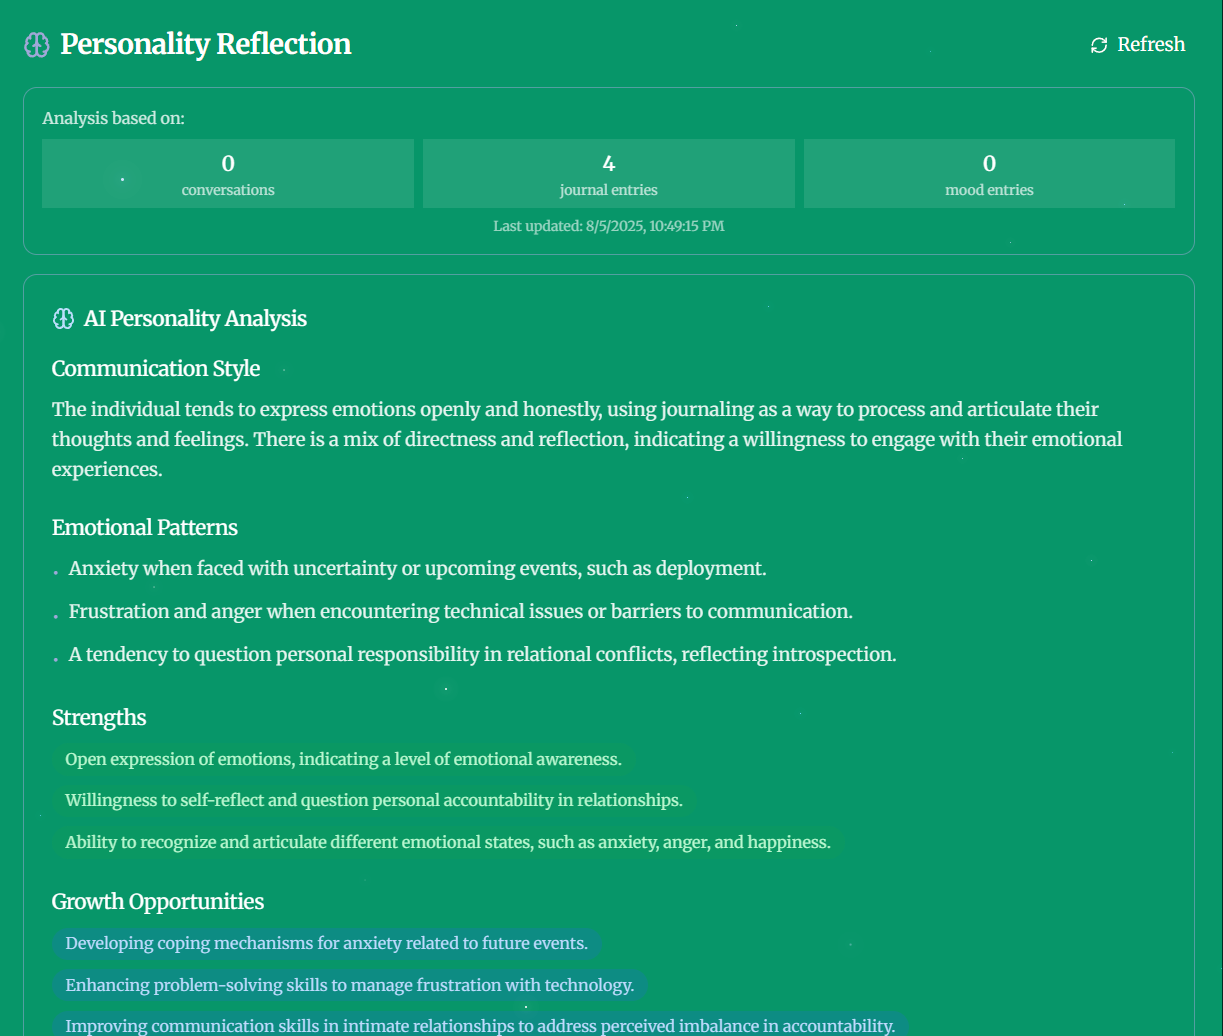 Personality Reflection
Refresh
Analysis based on:
0
conversations
4
journal entries
0
mood entries
Last updated: 8/5/2025, 10:49:15 PM
AI Personality Analysis
Communication Style
The individual tends to express emotions openly and honestly, using journaling as a way to process and articulate their
thoughts and feelings. There is a mix of directness and reflection, indicating a willingness to engage with their emotional
experiences.
Emotional Patterns
• Anxiety when faced with uncertainty or upcoming events, such as deployment.
• Frustration and anger when encountering technical issues or barriers to communication.
• A tendency to question personal responsibility in relational conflicts, reflecting introspection.
Strengths
Open expression of emotions, indicating a level of emotional awareness.
Willingness to self-reflect and question personal accountability in relationships.
Ability to recognize and articulate different emotional states, such as anxiety, anger, and happiness.
Growth Opportunities
Developing coping mechanisms for anxiety related to future events.
Enhancing problem-solving skills to manage frustration with technology.
Improving communication skills in intimate relationships to address perceived imbalance in accountability.